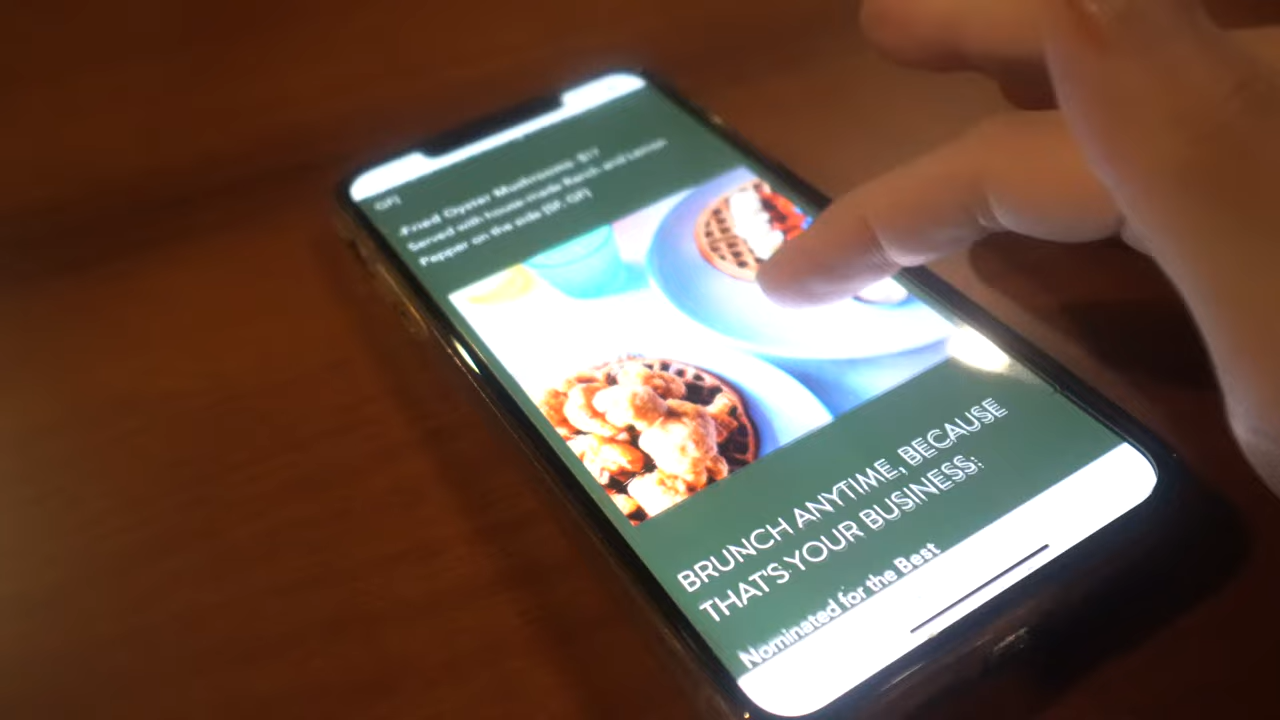 GF)
Fried Oyster Mushrooms $17
Served with house-made Ranch and Lemon
Pepper on the side (SF, GF)
BRUNCH ANYTIME, BECAUSE
THAT'S YOUR BUSINESS:
Nominated for the Best